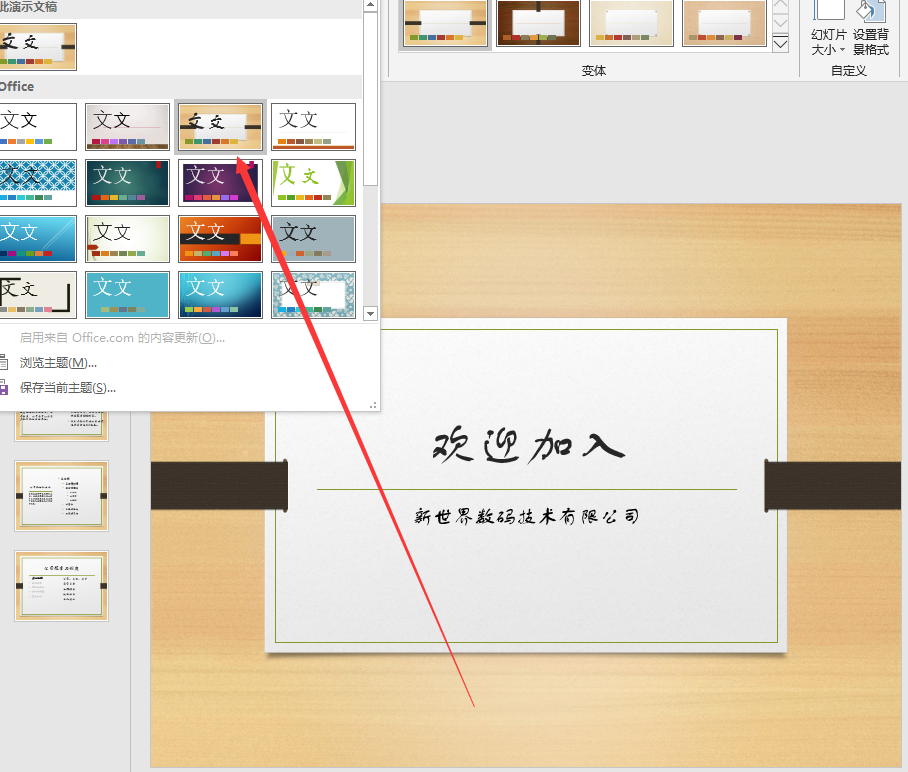 此演示文稿
文文
Office
文文 文文 文文 文文
文文 文文 文文 文文
文文 文文 文文 文文
文文 文文 文文 文文
启用来自 Office.com 的内容更新(O)...
浏览主题(M)...
保存当前主题(S)...
变体
幻灯片
大小
设置背
景格式
自定义
欢迎加入
新世界数码技术有限公司